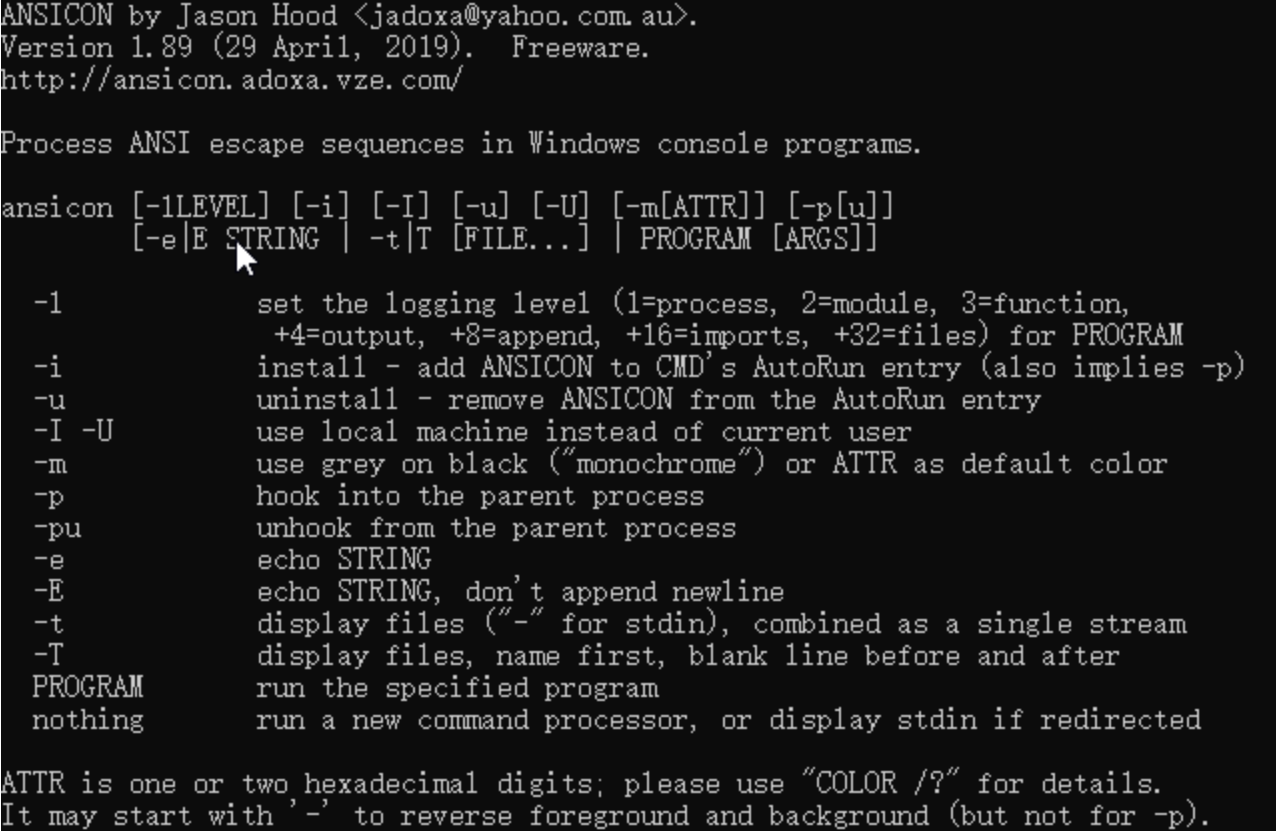 ANSICON by Jason Hood <jadoxa@yahoo.com.au>.
Version 1.89 (29 April, 2019).  Freeware.
http://ansicon.adoxa.vze.com/
Process ANSI escape sequences in Windows console programs.
ansicon [-lLEVEL] [-i] [-I] [-u] [-U] [-m[ATTR]] [-p[u]]
        [-e|E STRING | -t|T [FILE...] | PROGRAM [ARGS]]
  -l            set the logging level (1=process, 2=module, 3=function,
                 +4=output, +8=append, +16=imports, +32=files) for PROGRAM
  -i            install - add ANSICON to CMD's AutoRun entry (also implies -p)
  -u            uninstall - remove ANSICON from the AutoRun entry
  -I -U         use local machine instead of current user
  -m            use grey on black ("monochrome") or ATTR as default color
  -p            hook into the parent process
  -pu           unhook from the parent process
  -e            echo STRING
  -E            echo STRING, don't append newline
  -t            display files ("-" for stdin), combined as a single stream
  -T            display files, name first, blank line before and after
  PROGRAM       run the specified program
  nothing       run a new command processor, or display stdin if redirected
ATTR is one or two hexadecimal digits; please use "COLOR /?" for details.
It may start with '-' to reverse foreground and background (but not for -p).